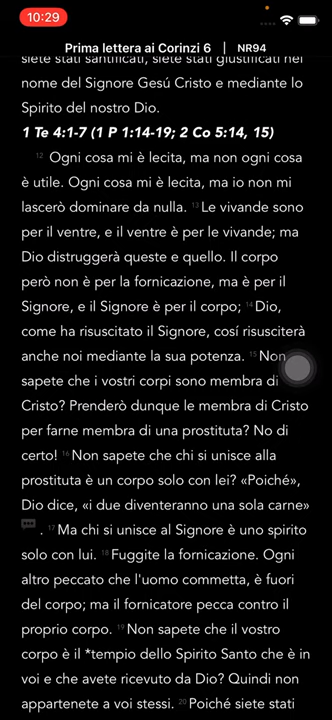 10:29
Prima lettera ai Corinzi 6 | NR94
siete stati santificati, siete stati giustificati nel
nome del Signore Gesú Cristo e mediante lo
Spirito del nostro Dio.
1 Te 4:1-7 (1 P 1:14-19; 2 Co 5:14, 15)
12 Ogni cosa mi è lecita, ma non ogni cosa
è utile. Ogni cosa mi è lecita, ma io non mi
lascerò dominare da nulla. 13 Le vivande sono
per il ventre, e il ventre è per le vivande; ma
Dio distruggerà queste e quello. Il corpo
però non è per la fornicazione, ma è per il
Signore, e il Signore è per il corpo; 14 Dio,
come ha risuscitato il Signore, cosí risusciterà
anche noi mediante la sua potenza. 15 Non
sapete che i vostri corpi sono membra di
Cristo? Prenderò dunque le membra di Cristo
per farne membra di una prostituta? No di
certo! 16 Non sapete che chi si unisce alla
prostituta è un corpo solo con lei? «Poiché»,
Dio dice, «i due diventeranno una sola carne»
. 17 Ma chi si unisce al Signore è uno spirito
solo con lui. 18 Fuggite la fornicazione. Ogni
altro peccato che l'uomo commetta, è fuori
del corpo; ma il fornicatore pecca contro il
proprio corpo. 19 Non sapete che il vostro
corpo è il *tempio dello Spirito Santo che è in
voi e che avete ricevuto da Dio? Quindi non
appartenete a voi stessi. 20 Poiché siete stati